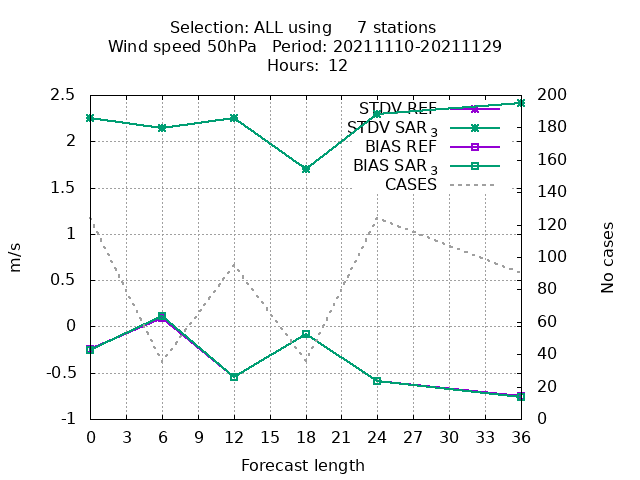 Selection: ALL using 7 stations
Wind speed 50hPa Period: 20211110-20211129
Hours: 12
2.5
2
1.5
1
0.5
0
-0.5
-1
200
180
160
140
120
100
80
60
40
20
0
STDV REF
STDV SAR 3
BIAS REF
BIAS SAR 3
CASES
m/s
No cases
0 3 6 9 12 15 18 21 24 27 30 33 36
Forecast length